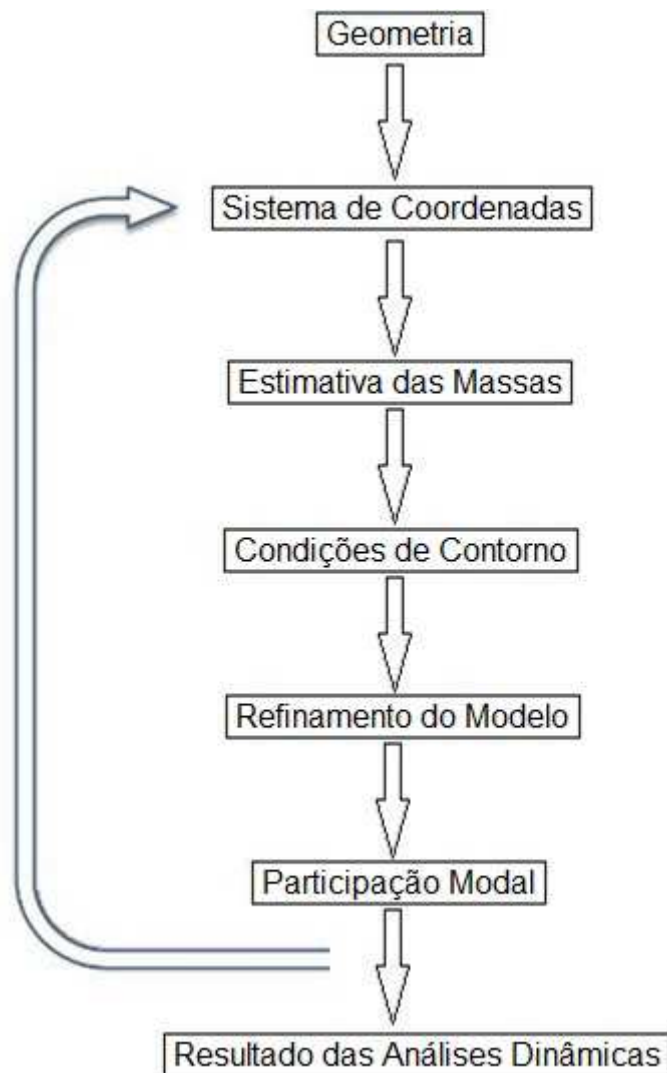 Geometria
Sistema de Coordenadas
Estimativa das Massas
Condições de Contorno
Refinamento do Modelo
Participação Modal
Resultado das Análises Dinâmicas